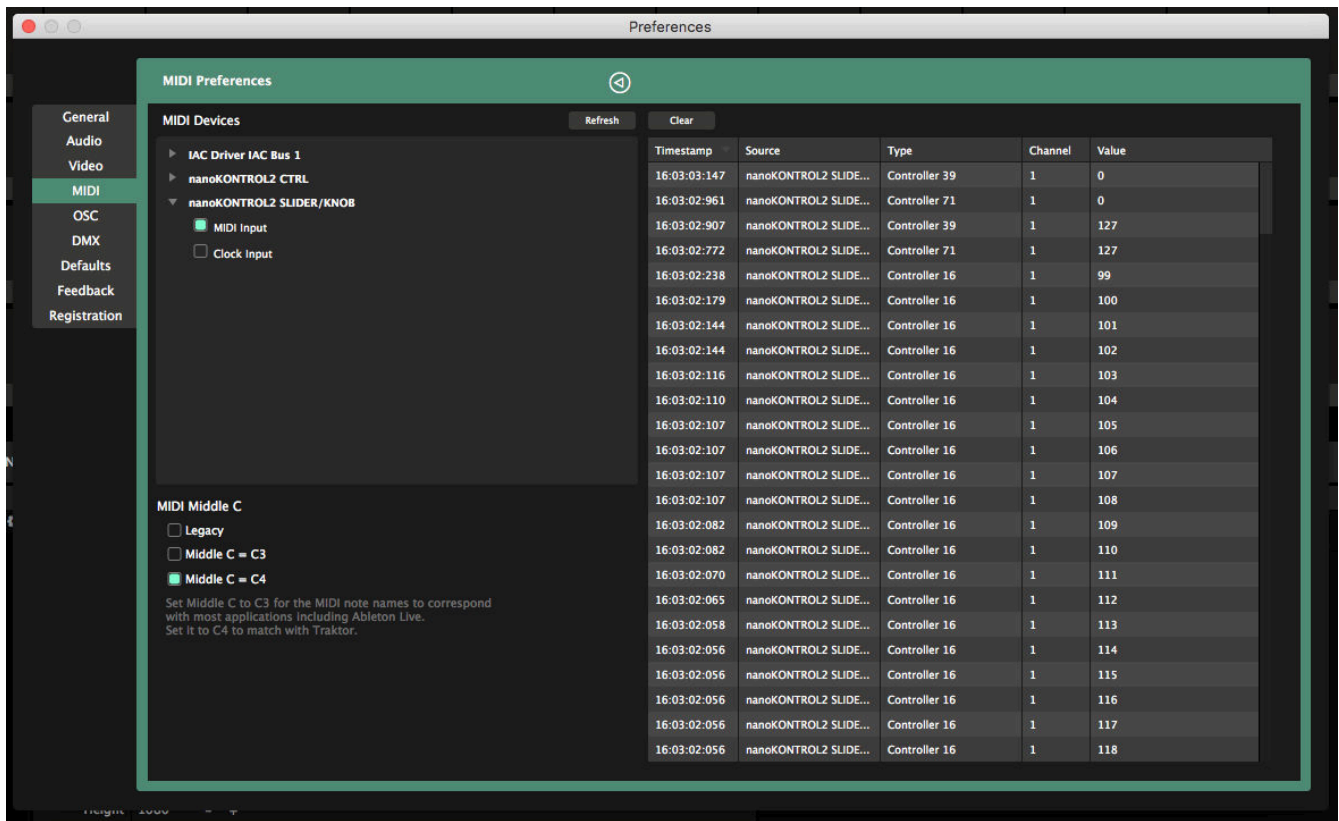 Preferences
MIDI Preferences
General
Audio
Video
MIDI
OSC
DMX
Defaults
Feedback
Registration
MIDI Devices
Refresh
IAC Driver IAC Bus 1
nanoKONTROL2 CTRL
nanoKONTROL2 SLIDER/KNOB
MIDI Input
Clock Input
MIDI Middle C
Legacy
Middle C = C3
Middle C = C4
Set Middle C to C3 for the MIDI note names to correspond
with most applications including Ableton Live.
Set it to C4 to match with Traktor.
Clear
Timestamp Source Type Channel Value
16:03:03:147 nanoKONTROL2 SLIDE... Controller 39 1 0
16:03:02:961 nanoKONTROL2 SLIDE... Controller 71 1 0
16:03:02:907 nanoKONTROL2 SLIDE... Controller 39 1 127
16:03:02:772 nanoKONTROL2 SLIDE... Controller 71 1 127
16:03:02:238 nanoKONTROL2 SLIDE... Controller 16 1 99
16:03:02:179 nanoKONTROL2 SLIDE... Controller 16 1 100
16:03:02:144 nanoKONTROL2 SLIDE... Controller 16 1 101
16:03:02:144 nanoKONTROL2 SLIDE... Controller 16 1 102
16:03:02:116 nanoKONTROL2 SLIDE... Controller 16 1 103
16:03:02:110 nanoKONTROL2 SLIDE... Controller 16 1 104
16:03:02:107 nanoKONTROL2 SLIDE... Controller 16 1 105
16:03:02:107 nanoKONTROL2 SLIDE... Controller 16 1 106
16:03:02:107 nanoKONTROL2 SLIDE... Controller 16 1 107
16:03:02:107 nanoKONTROL2 SLIDE... Controller 16 1 108
16:03:02:082 nanoKONTROL2 SLIDE... Controller 16 1 109
16:03:02:082 nanoKONTROL2 SLIDE... Controller 16 1 110
16:03:02:070 nanoKONTROL2 SLIDE... Controller 16 1 111
16:03:02:065 nanoKONTROL2 SLIDE... Controller 16 1 112
16:03:02:058 nanoKONTROL2 SLIDE... Controller 16 1 113
16:03:02:056 nanoKONTROL2 SLIDE... Controller 16 1 114
16:03:02:056 nanoKONTROL2 SLIDE... Controller 16 1 115
16:03:02:056 nanoKONTROL2 SLIDE... Controller 16 1 116
16:03:02:056 nanoKONTROL2 SLIDE... Controller 16 1 117
16:03:02:056 nanoKONTROL2 SLIDE... Controller 16 1 118